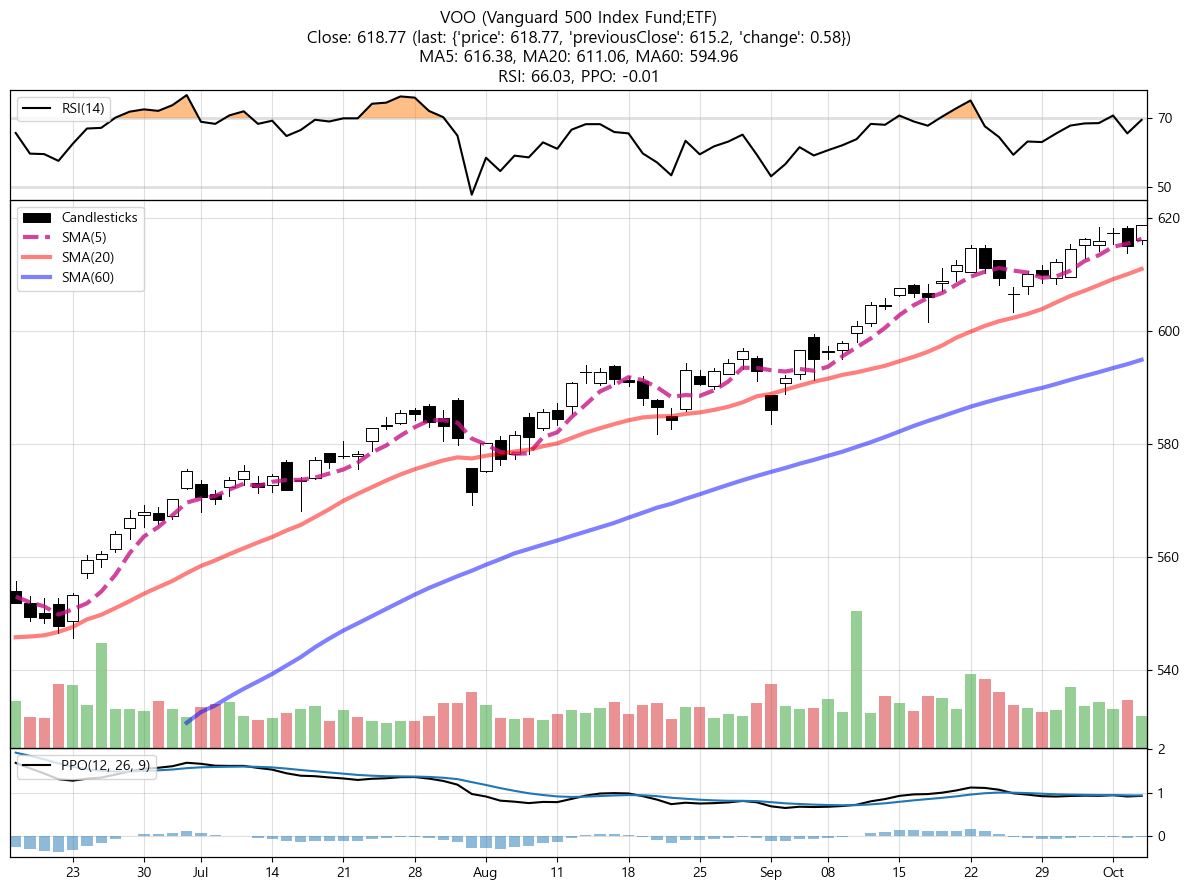 VOO (Vanguard 500 Index Fund;ETF)
Close: 618.77 (last: {'price': 618.77, 'previousClose': 615.2, 'change': 0.58})
MA5: 616.38, MA20: 611.06, MA60: 594.96
RSI: 66.03, PPO: -0.01
RSI(14)
70
50
Candlesticks
SMA(5)
SMA(20)
SMA(60)
620
600
580
560
540
PPO(12, 26, 9)
2
1
0
23 30 Jul 14 21 28 Aug 11 18 25 Sep 08 15 22 29 Oct